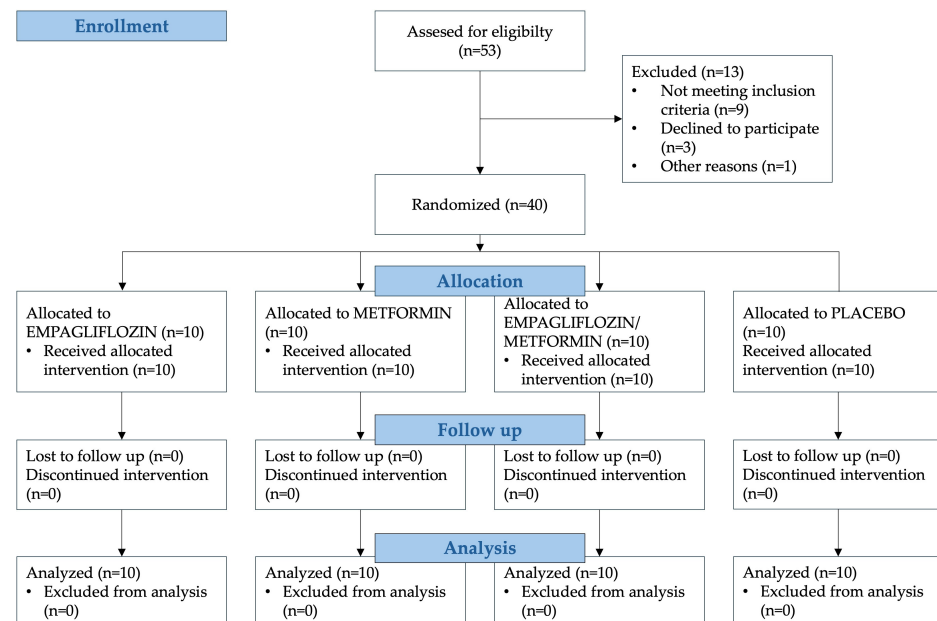 Enrollment
Assesed for eligibilty
(n=53)
Excluded (n=13)
• Not meeting inclusion
criteria (n=9)
• Declined to participate
(n=3)
• Other reasons (n=1)
Randomized (n=40)
Allocation
Allocated to
EMPAGLIFLOZIN (n=10)
• Received allocated
intervention (n=10)
Allocated to METFORMIN
(n=10)
• Received allocated
intervention (n=10)
Allocated to
EMPAGLIFLOZIN/
METFORMIN (n=10)
• Received allocated
intervention (n=10)
Allocated to PLACEBO
(n=10)
Received allocated
intervention (n=10)
Follow up
Lost to follow up (n=0)
Discontinued intervention
(n=0)
Lost to follow up (n=0)
Discontinued intervention
(n=0)
Lost to follow up (n=0)
Discontinued intervention
(n=0)
Lost to follow up (n=0)
Discontinued intervention
(n=0)
Analysis
Analyzed (n=10)
• Excluded from analysis
(n=0)
Analyzed (n=10)
• Excluded from analysis
(n=0)
Analyzed (n=10)
• Excluded from analysis
(n=0)
Analyzed (n=10)
• Excluded from analysis
(n=0)